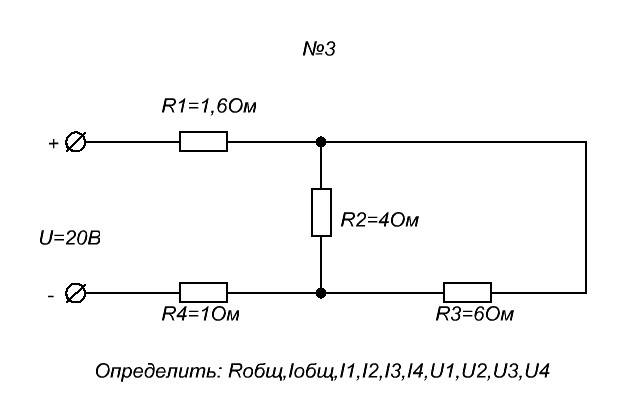 №3
R1=1,6Ом
+
R2=4Ом
U=20В
-
R4=1Ом
R3=6Ом
Определить: Rобщ,Iобщ,I1,I2,I3,I4,U1,U2,U3,U4